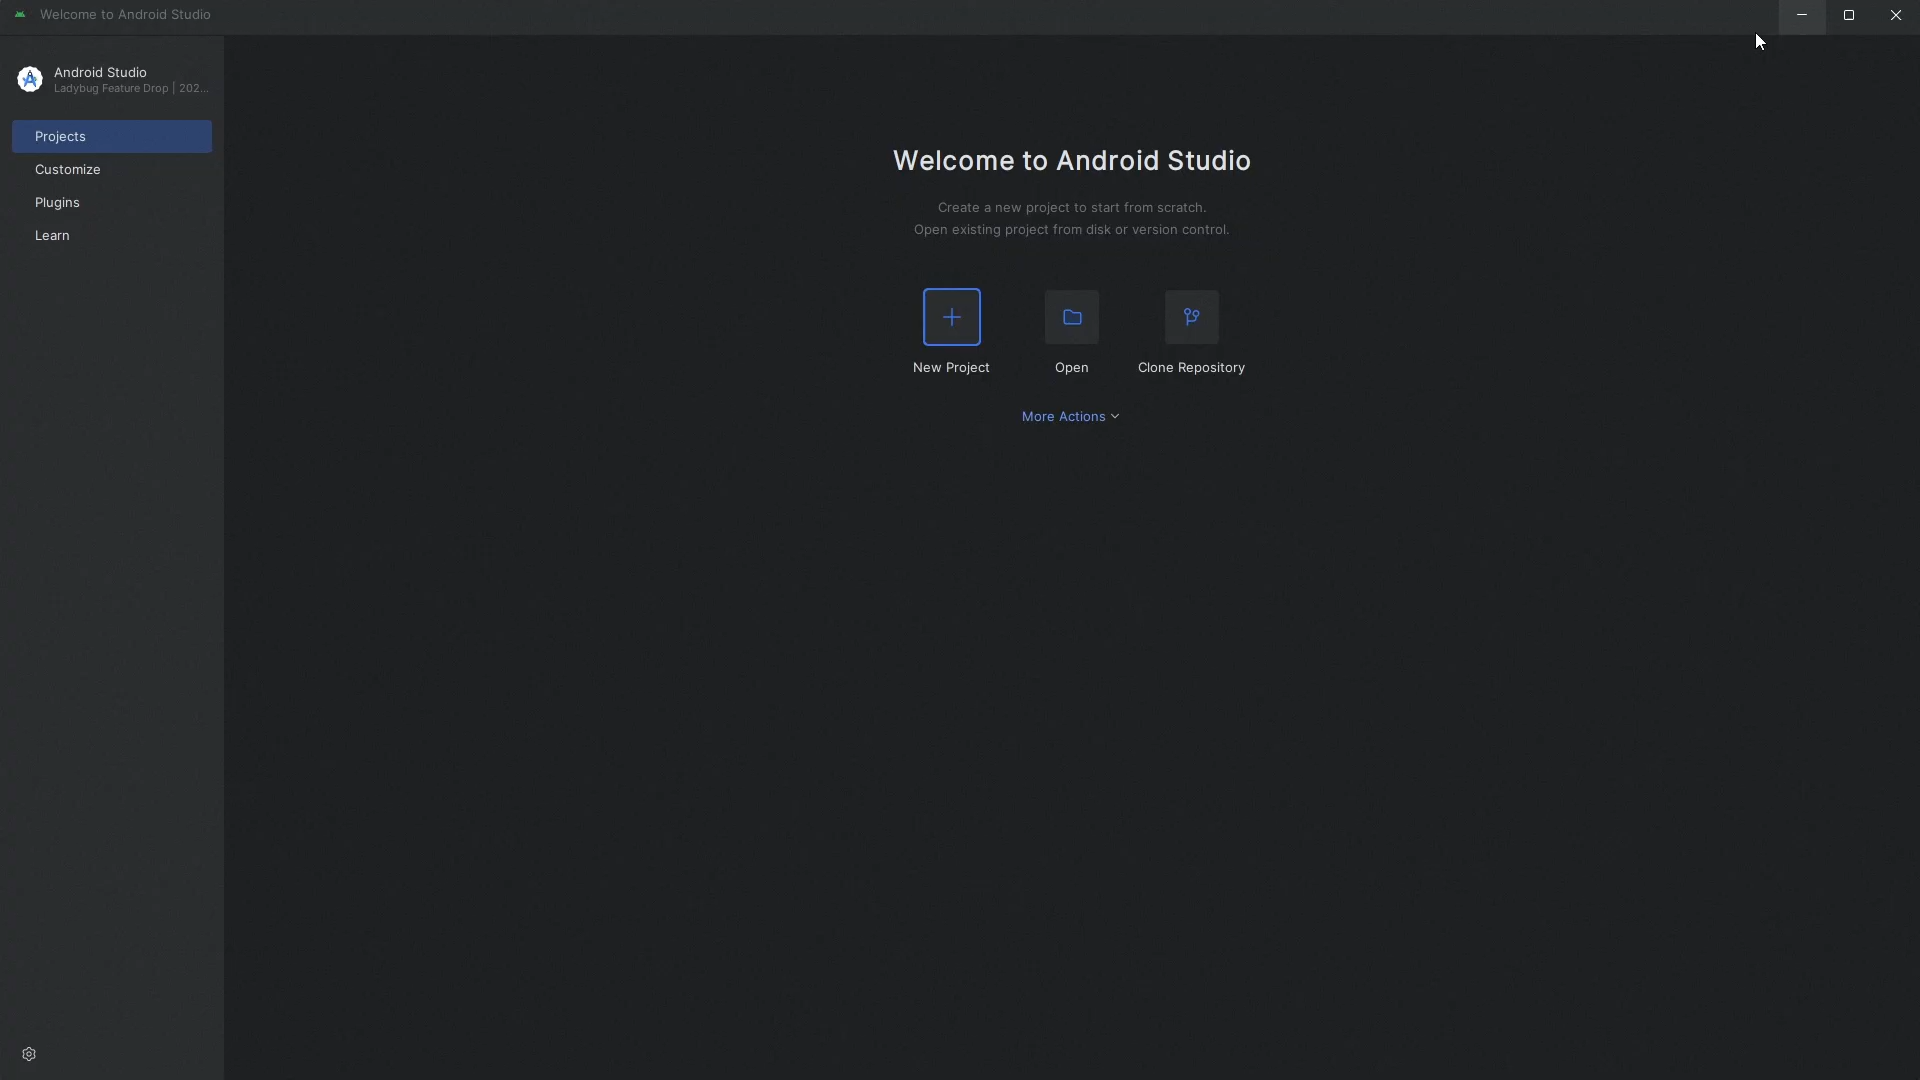 Welcome to Android Studio
Android Studio
Ladybug Feature Drop | 202...
Projects
Customize
Plugins
Learn
Welcome to Android Studio
Create a new project to start from scratch.
Open existing project from disk or version control.
New Project
Open
Clone Repository
More Actions